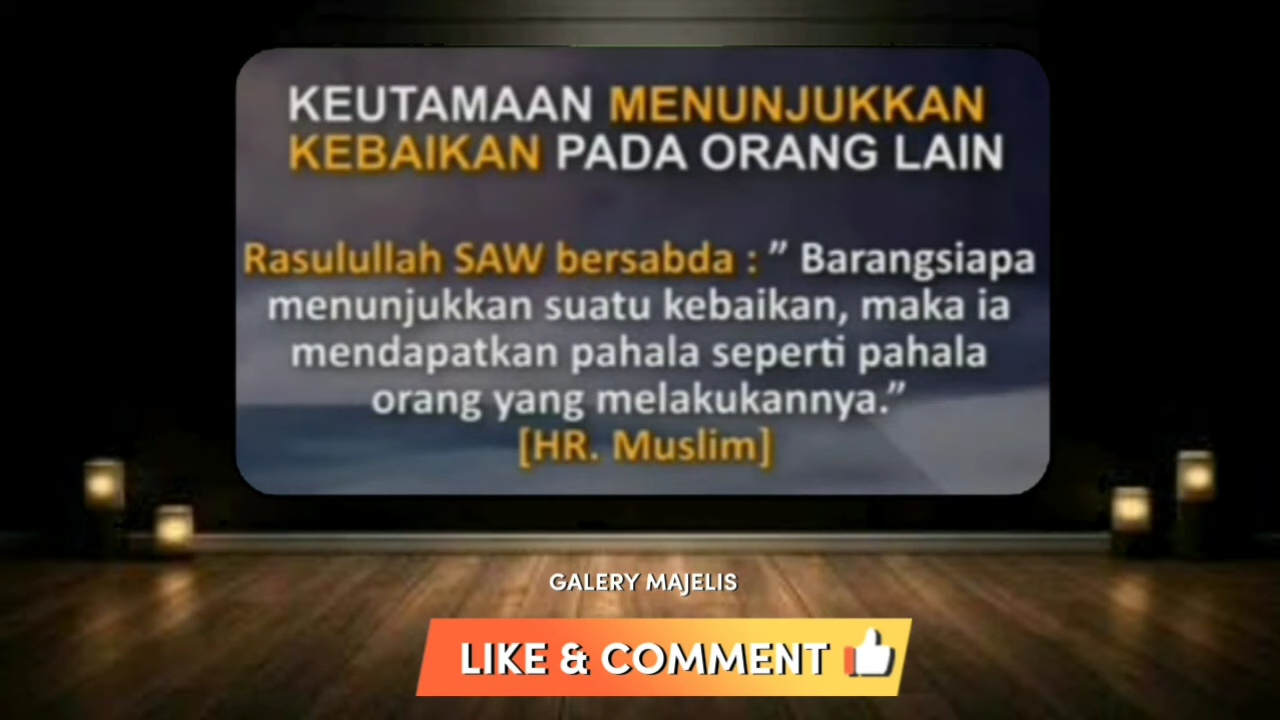 KEUTAMAAN MENUNJUKKAN
KEBAIKAN PADA ORANG LAIN
Rasulullah SAW bersabda : ” Barangsiapa
menunjukkan suatu kebaikan, maka ia
mendapatkan pahala seperti pahala
orang yang melakukannya.”
[HR. Muslim]
GALERY MAJELIS
LIKE & COMMENT